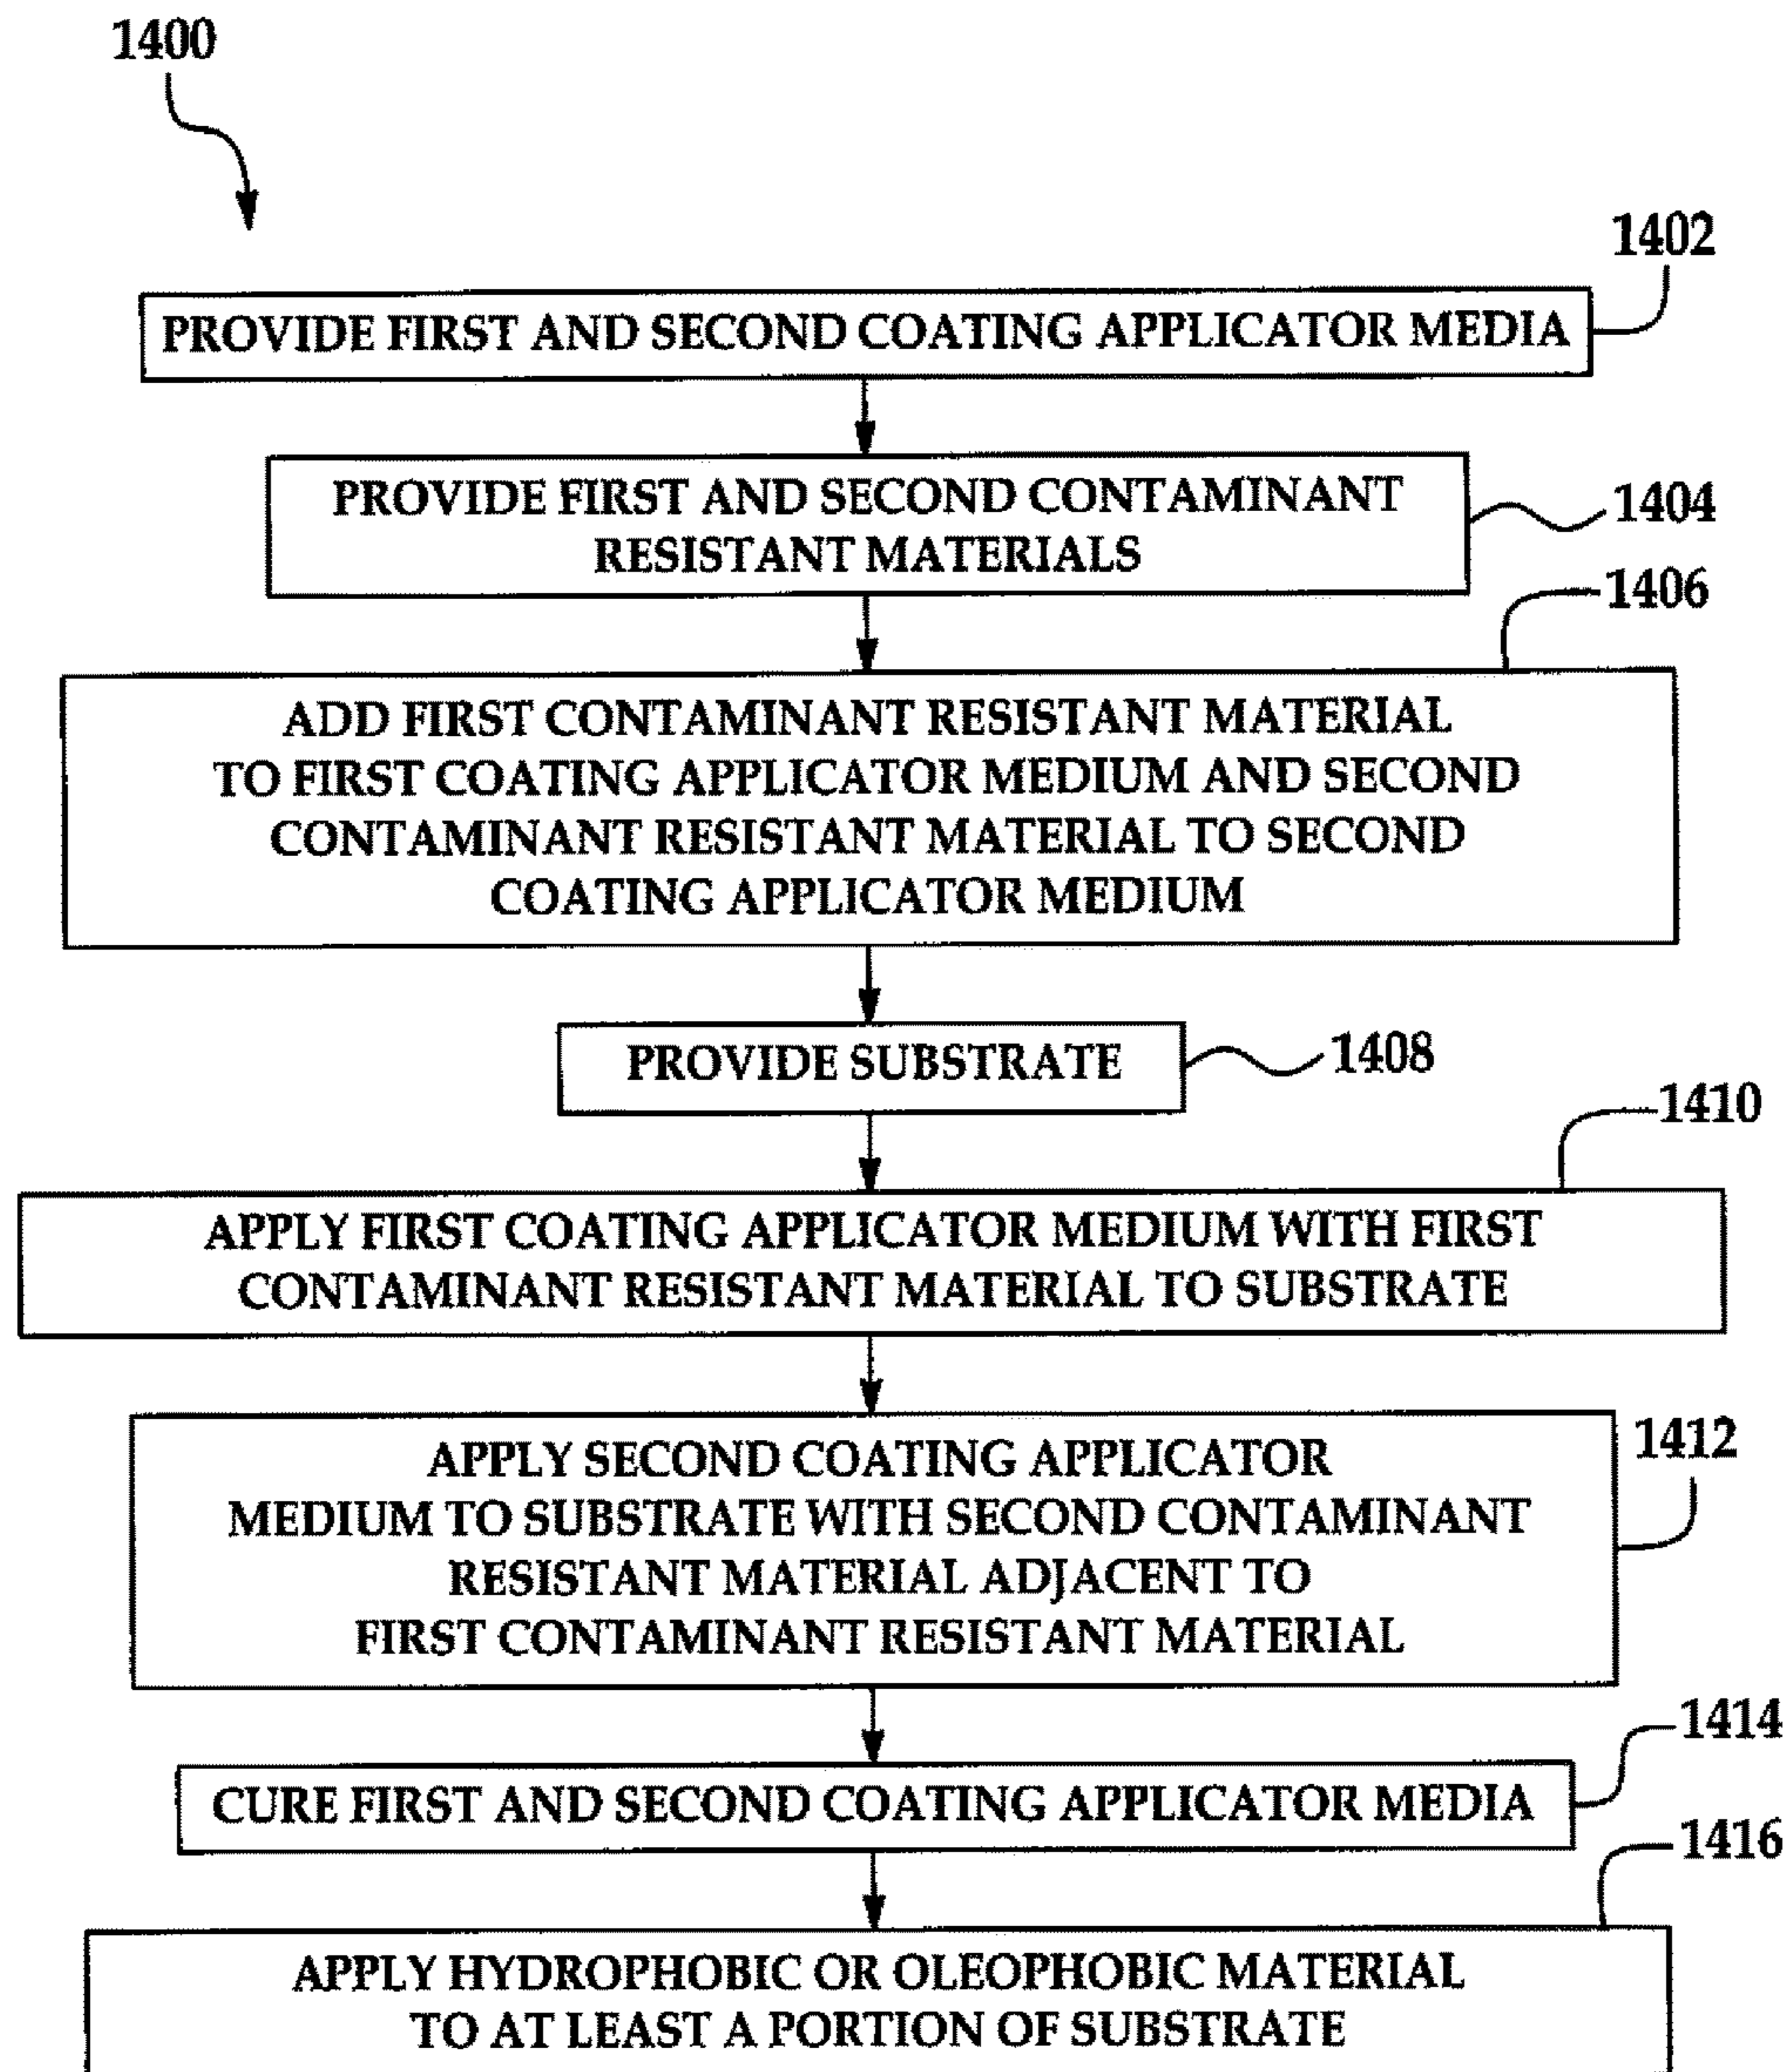 1400
1402
PROVIDE FIRST AND SECOND COATING APPLICATOR MEDIA
PROVIDE FIRST AND SECOND CONTAMINANT
RESISTANT MATERIALS
1404
1406
ADD FIRST CONTAMINANT RESISTANT MATERIAL
TO FIRST COATING APPLICATOR MEDIUM AND SECOND
CONTAMINANT RESISTANT MATERIAL TO SECOND
COATING APPLICATOR MEDIUM
PROVIDE SUBSTRATE
1408
1410
APPLY FIRST COATING APPLICATOR MEDIUM WITH FIRST
CONTAMINANT RESISTANT MATERIAL TO SUBSTRATE
1412
APPLY SECOND COATING APPLICATOR
MEDIUM TO SUBSTRATE WITH SECOND CONTAMINANT
RESISTANT MATERIAL ADJACENT TO
FIRST CONTAMINANT RESISTANT MATERIAL
1414
CURE FIRST AND SECOND COATING APPLICATOR MEDIA
1416
APPLY HYDROPHOBIC OR OLEOPHOBIC MATERIAL
TO AT LEAST A PORTION OF SUBSTRATE